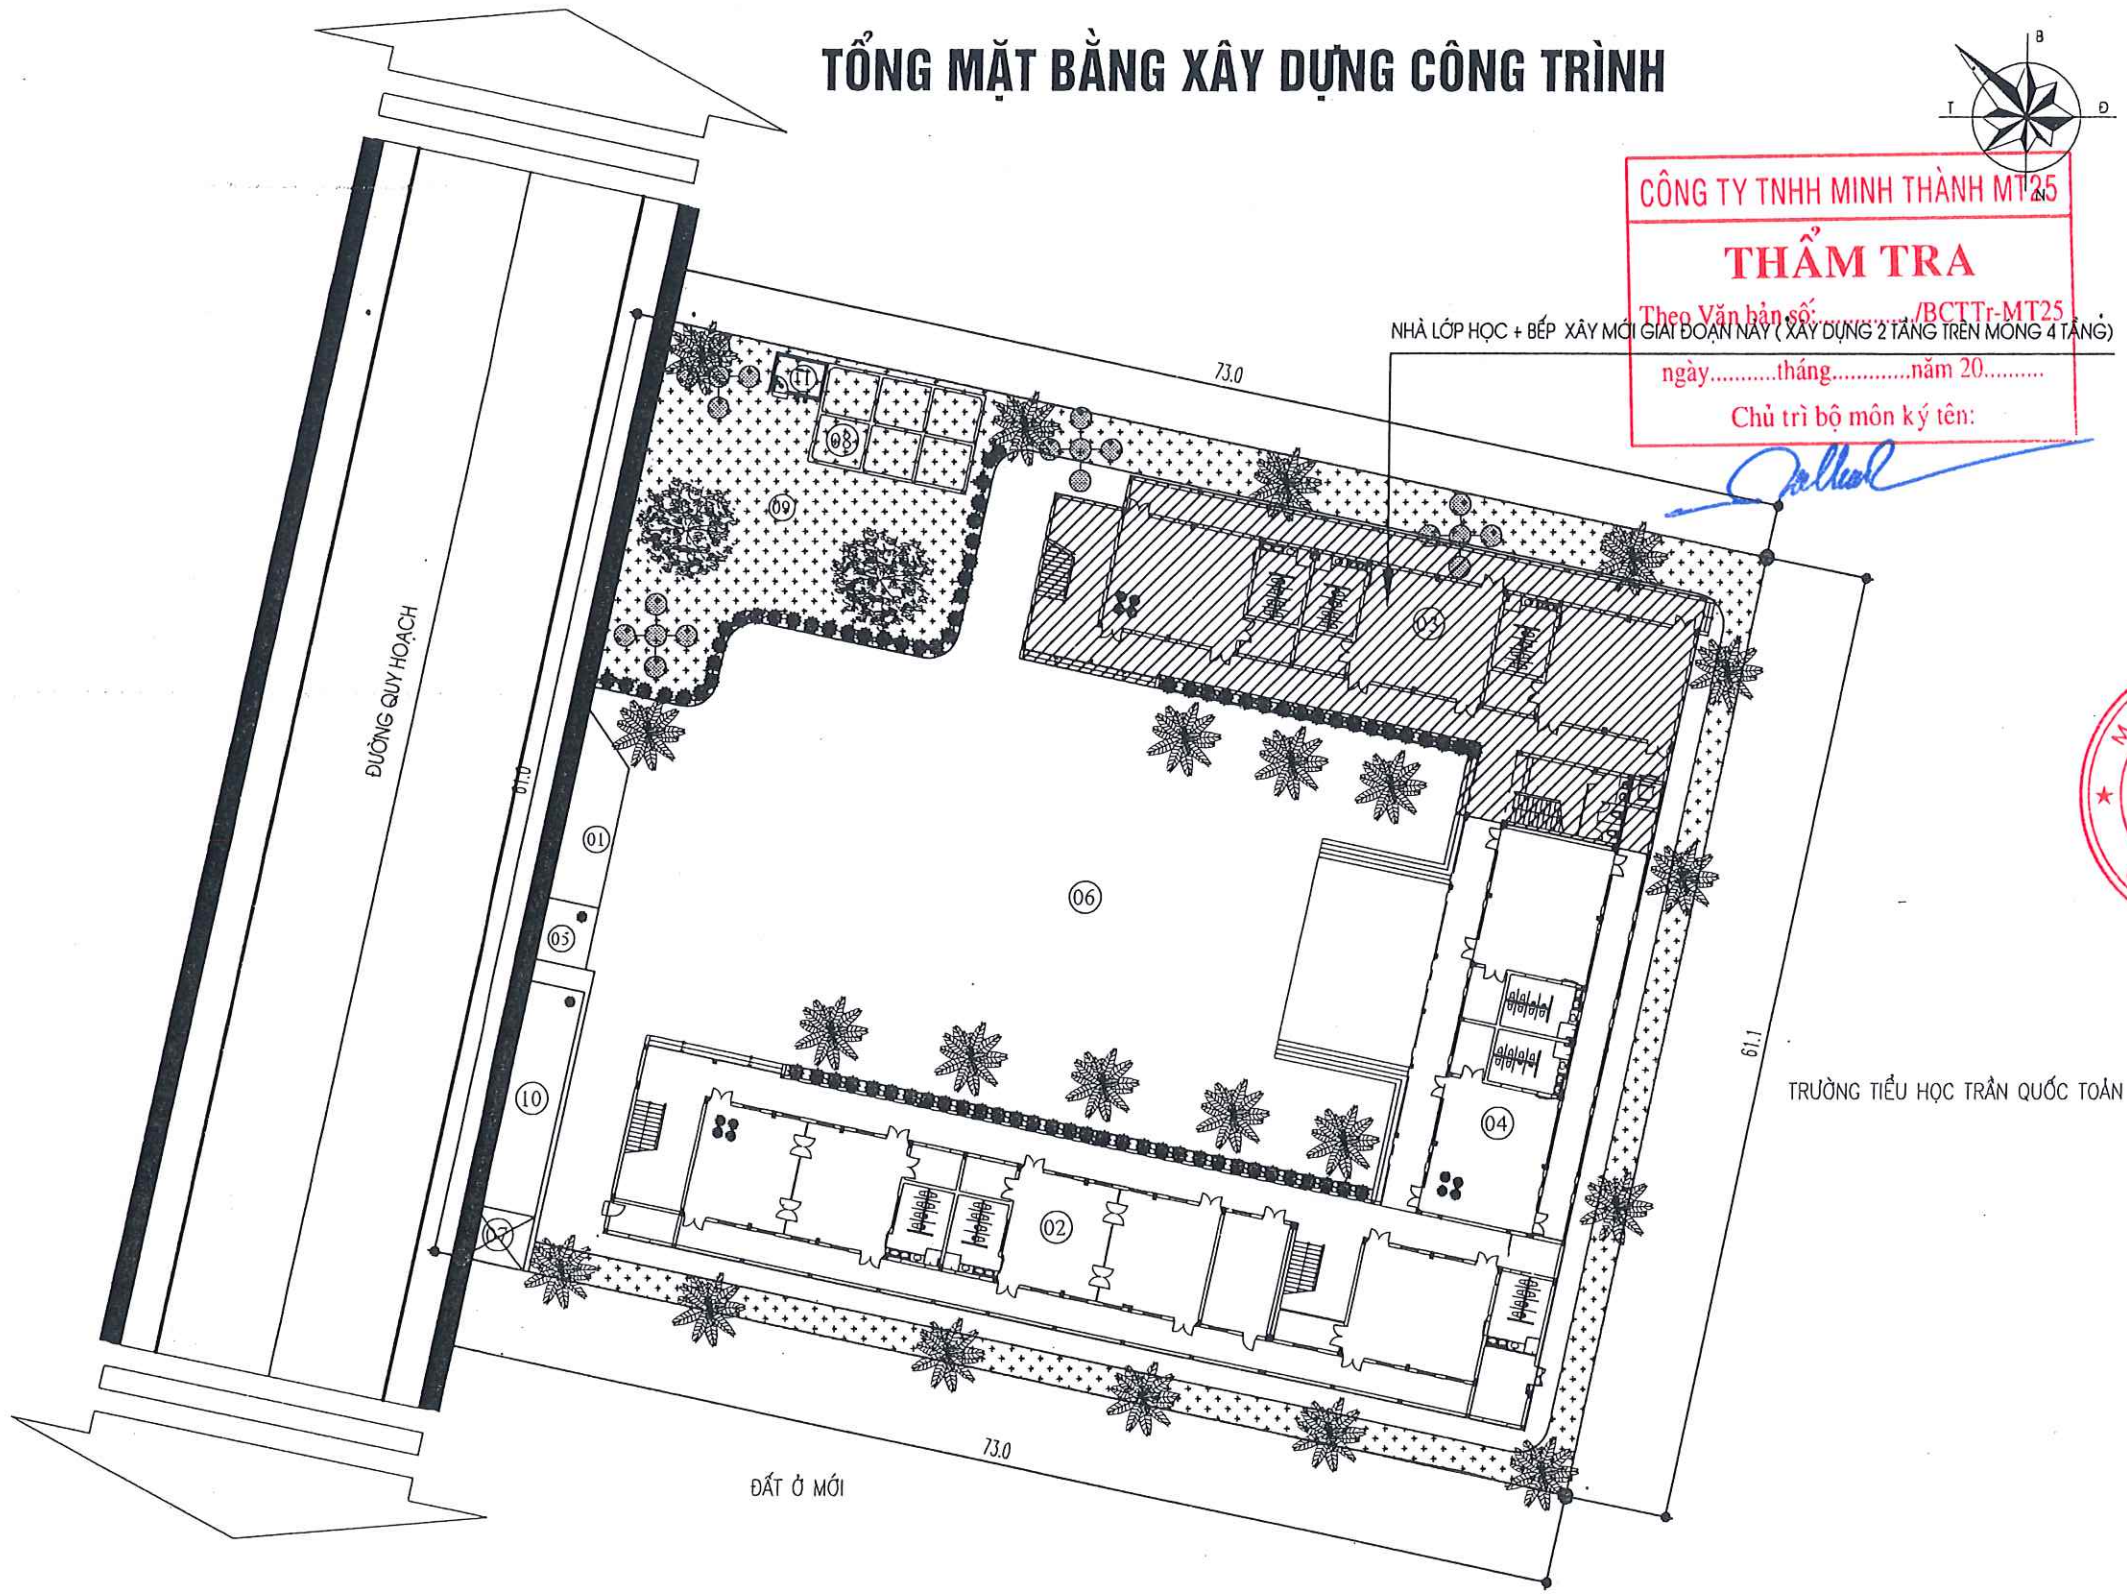 TỔNG MẶT BẰNG XÂY DỰNG CÔNG TRÌNH
B
T
Đ
N
CÔNG TY TNHH MINH THÀNH MT25
THẨM TRA
Theo Văn bản số:............../BCTTr-MT25
NHÀ LỚP HỌC + BẾP XÂY MỚI GIAI ĐOẠN NÀY ( XÂY DỰNG 2 TẦNG TRÊN MÓNG 4 TẦNG)
ngày...........tháng.............năm 20..........
Chủ trì bộ môn ký tên:
73.0
11
08
09
03
ĐƯỜNG QUY HOẠCH
61.0
01
06
05
61.1
TRƯỜNG TIỂU HỌC TRẦN QUỐC TOẢN
10
04
02
07
73.0
ĐẤT Ở MỚI
M